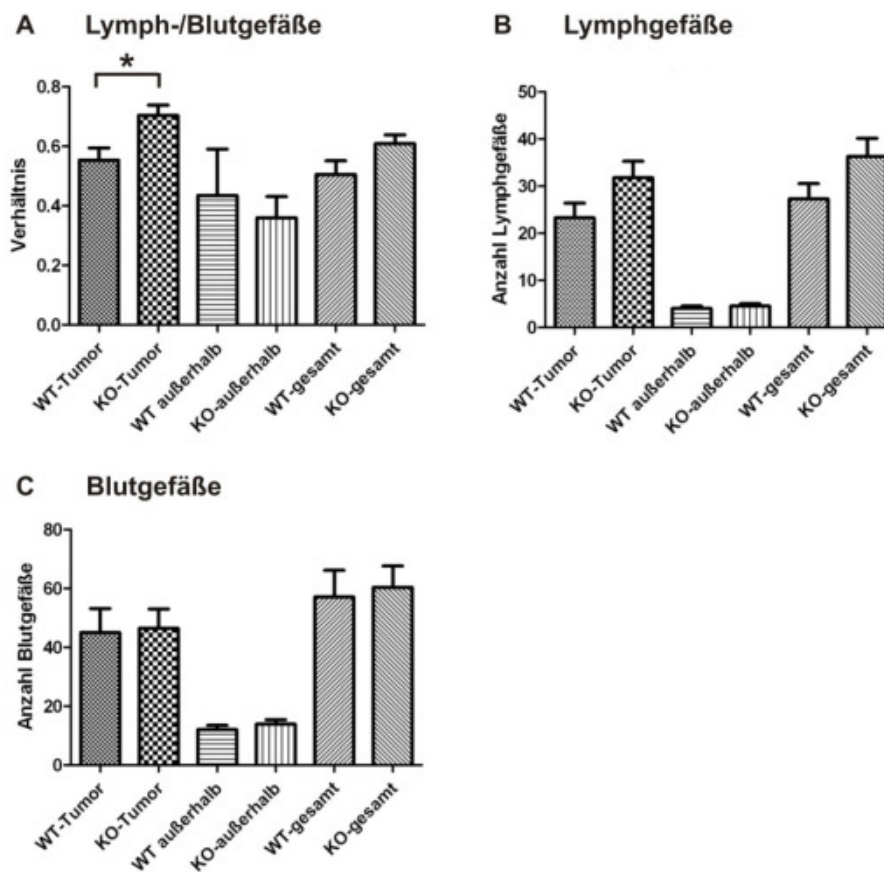 A Lymph-/Blutgefäße
*
Verhältnis
0.8
0.6
0.4
0.2
0.0
WT-Tumor
KO-Tumor
WT außerhalb
KO-außerhalb
WT-gesamt
KO-gesamt
B Lymphgefäße
Anzahl Lymphgefäße
50
40
30
20
10
0
WT-Tumor
KO-Tumor
WT außerhalb
KO-außerhalb
WT-gesamt
KO-gesamt
C Blutgefäße
Anzahl Blutgefäße
80
60
40
20
0
WT-Tumor
KO-Tumor
WT außerhalb
KO-außerhalb
WT-gesamt
KO-gesamt